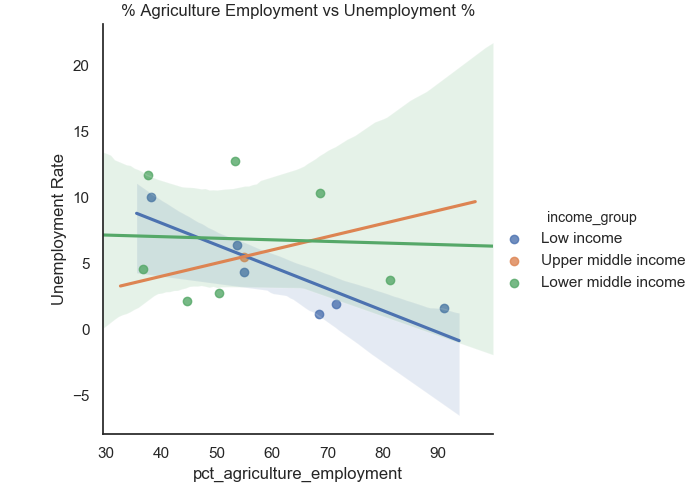 % Agriculture Employment vs Unemployment %
Unemployment Rate
20
15
10
5
0
−5
30 40 50 60 70 80 90
pct_agriculture_employment
income_group
Low income
Upper middle income
Lower middle income